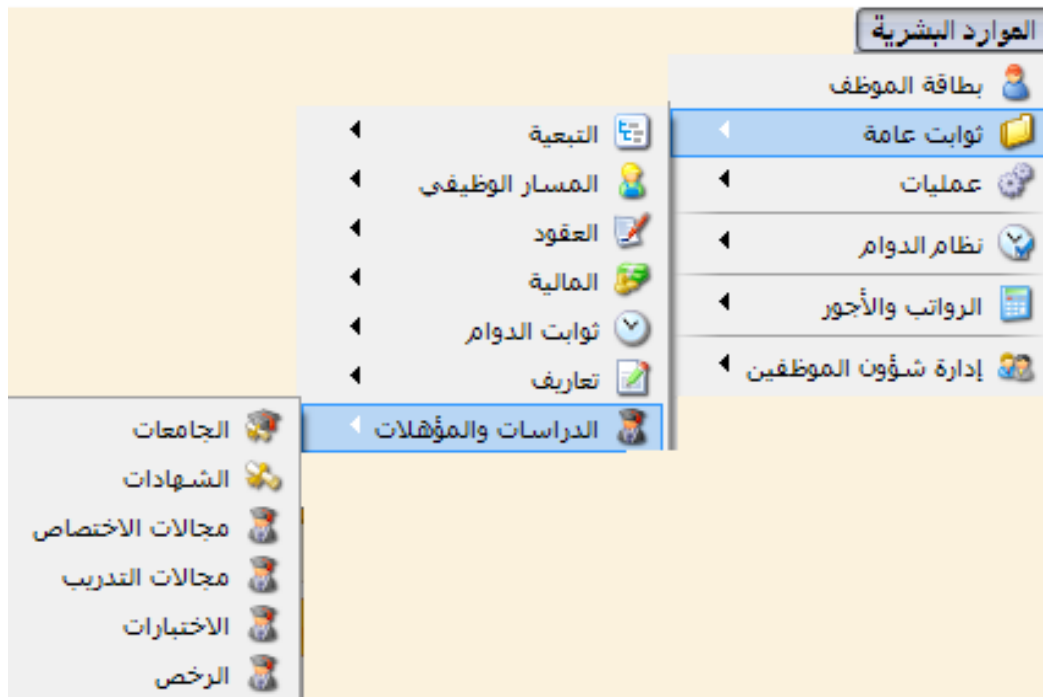 الموارد البشرية
بطاقة الموظف
ثوابت عامة
عمليات
نظام الدوام
الرواتب والأجور
إدارة شؤون الموظفين
التبعية
المسار الوظيفي
العقود
المالية
ثوابت الدوام
تعاريف
الدراسات والمؤهلات
الجامعات
الشهادات
مجالات الاختصاص
مجالات التدريب
الاختبارات
الرخص